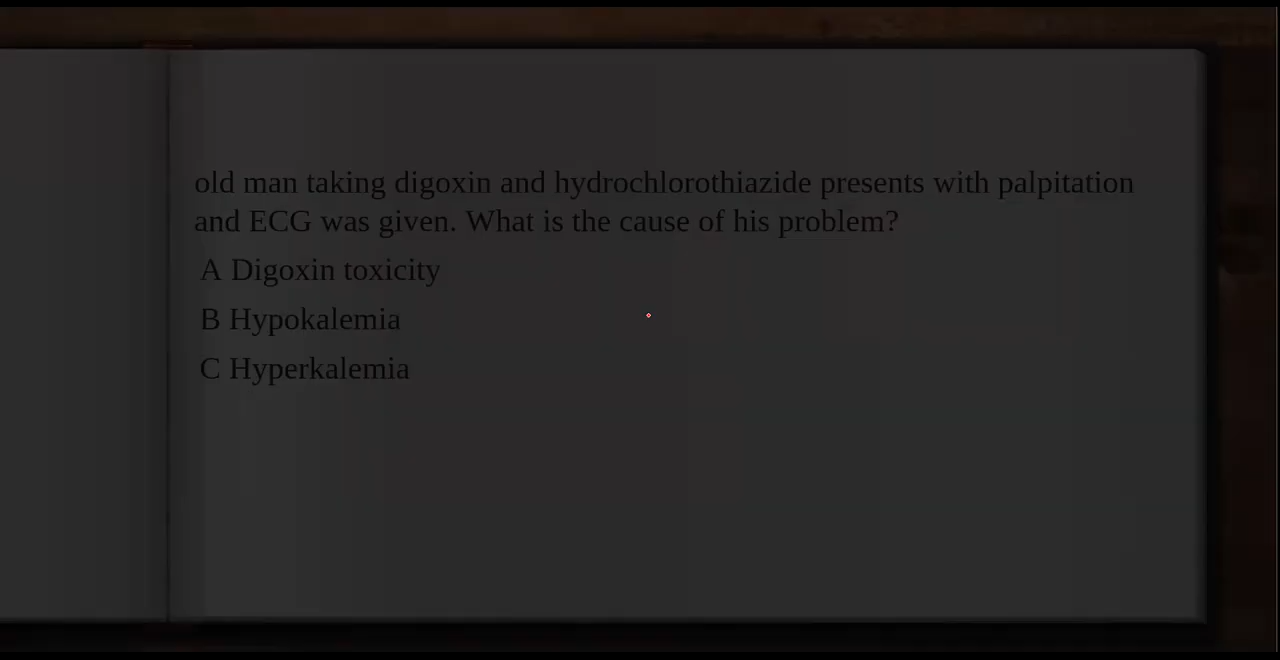 old man taking digoxin and hydrochlorothiazide presents with palpitation
and ECG was given. What is the cause of his problem?
A Digoxin toxicity
B Hypokalemia
C Hyperkalemia